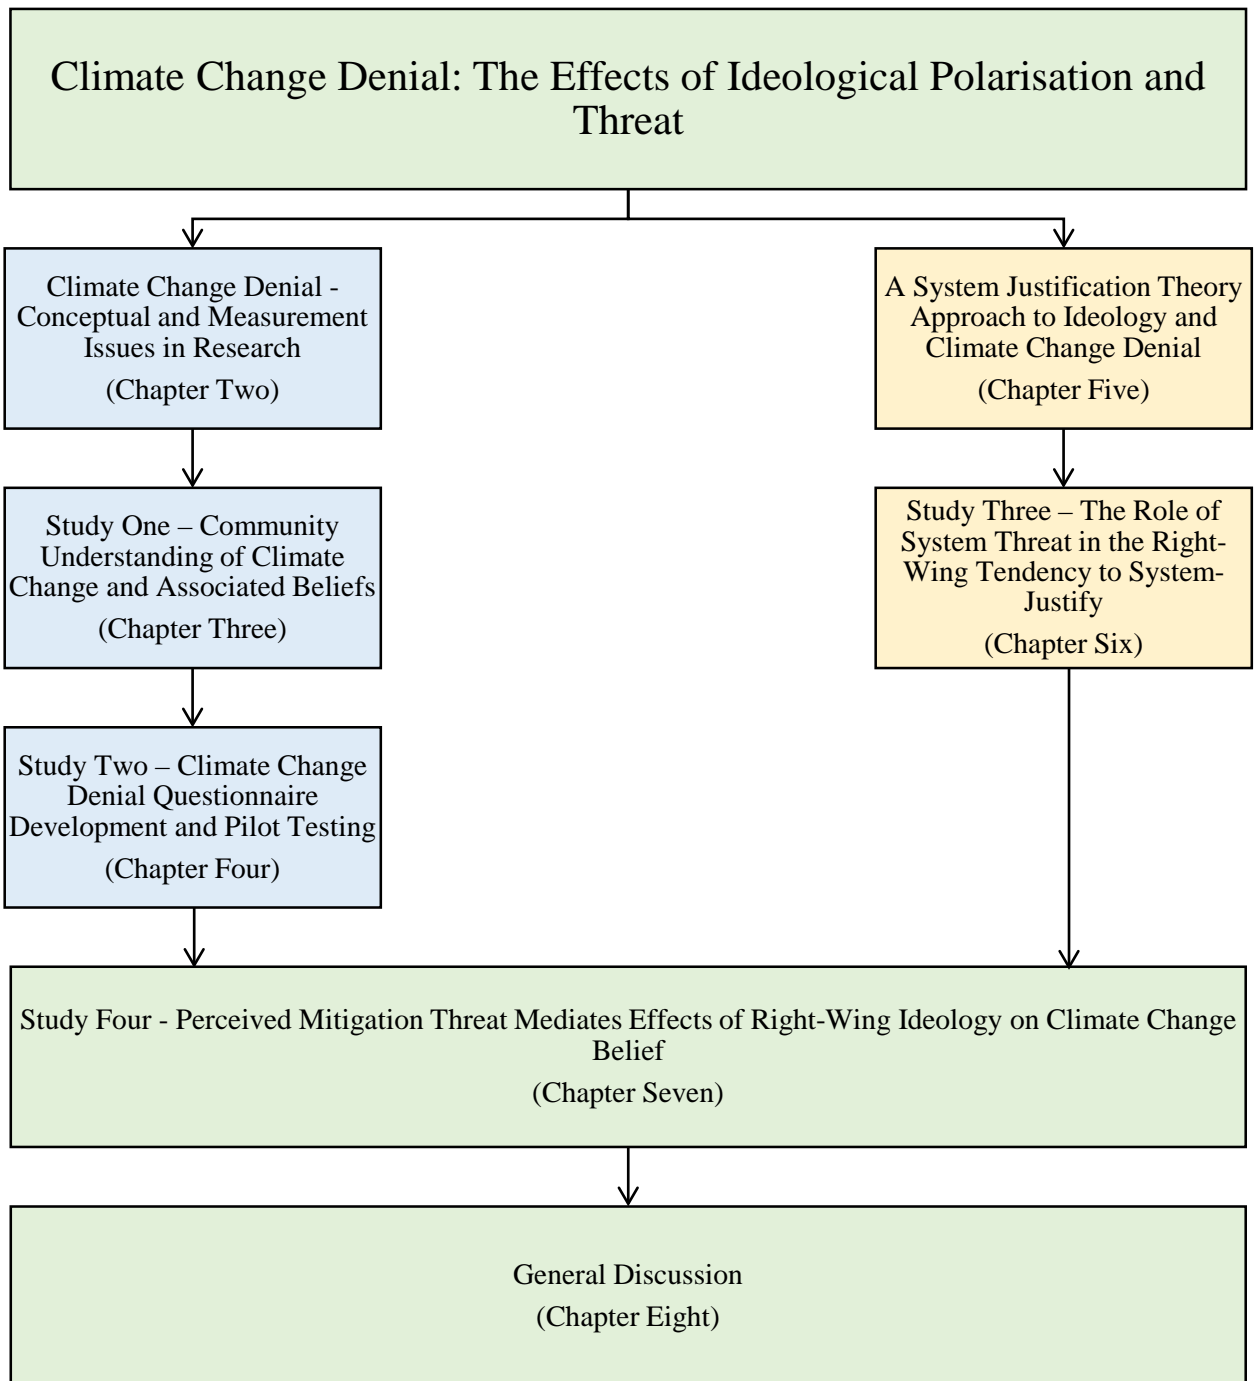 Climate Change Denial: The Effects of Ideological Polarisation and
Threat
Climate Change Denial -
Conceptual and Measurement
Issues in Research
(Chapter Two)
A System Justification Theory
Approach to Ideology and
Climate Change Denial
(Chapter Five)
Study One – Community
Understanding of Climate
Change and Associated Beliefs
(Chapter Three)
Study Three – The Role of
System Threat in the Right-
Wing Tendency to System-
Justify
(Chapter Six)
Study Two – Climate Change
Denial Questionnaire
Development and Pilot Testing
(Chapter Four)
Study Four - Perceived Mitigation Threat Mediates Effects of Right-Wing Ideology on Climate Change
Belief
(Chapter Seven)
General Discussion
(Chapter Eight)